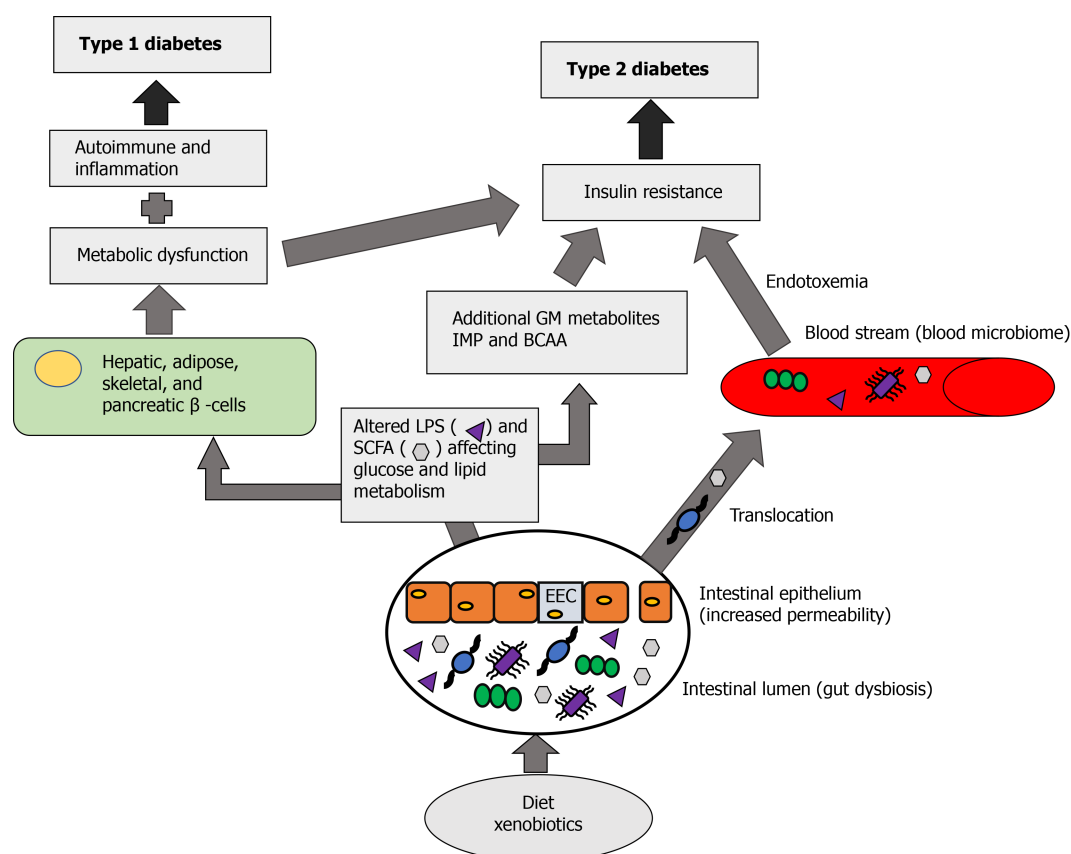 Type 1 diabetes
Type 2 diabetes
Autoimmune and
inflammation
Insulin resistance
Metabolic dysfunction
Endotoxemia
Additional GM metabolites
IMP and BCAA
Blood stream (blood microbiome)
Hepatic, adipose,
skeletal, and
pancreatic β -cells
Altered LPS ( ) and
SCFA ( ) affecting
glucose and lipid
metabolism
Translocation
EEC
Intestinal epithelium
(increased permeability)
Intestinal lumen (gut dysbiosis)
Diet
xenobiotics